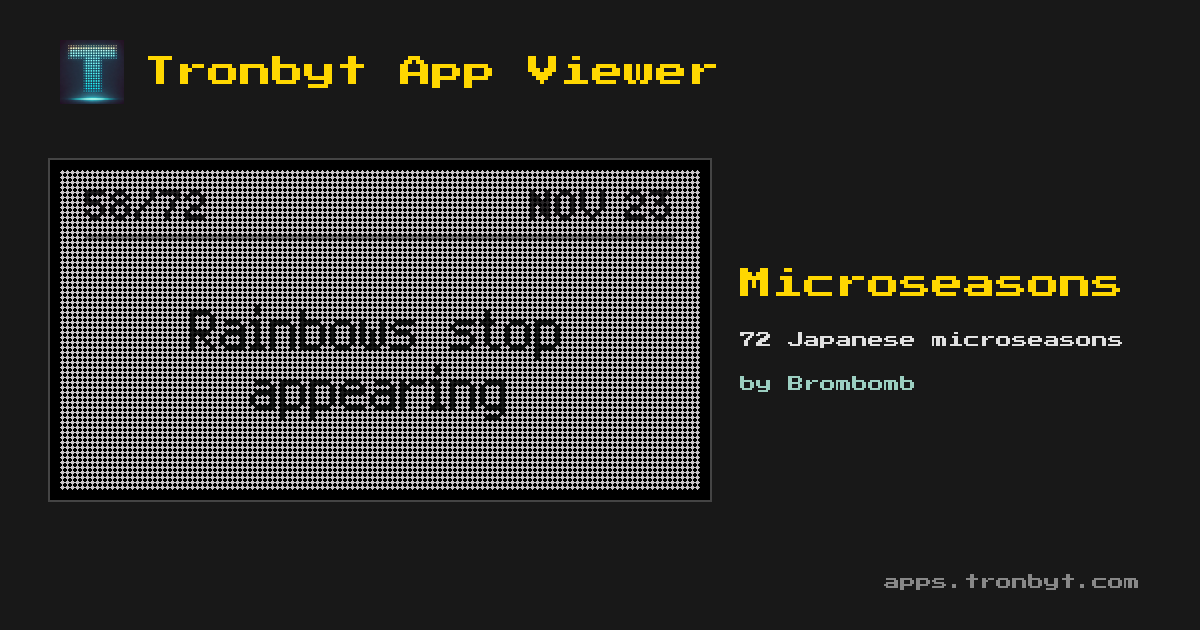 Tronbyt App Viewer
58/72 NOV 23
Rainbows stop
appearing
Microseasons
72 Japanese microseasons
by Brombomb
apps.tronbyt.com